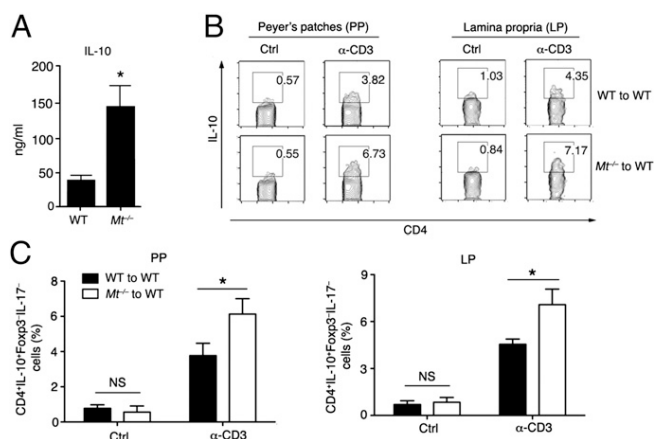 A
IL-10
ng/ml
200
150
100
50
0
*
WT
Mt⁻/⁻
B
Peyer's patches (PP)
Lamina propria (LP)
Ctrl
α-CD3
Ctrl
α-CD3
IL-10
0.57
3.82
1.03
4.35
WT to WT
0.55
6.73
0.84
7.17
Mt⁻/⁻ to WT
CD4
C
PP
CD4⁺IL-10⁺Foxp3⁻IL-17⁻
cells (%)
8
6
4
2
0
WT to WT
Mt⁻/⁻ to WT
NS
*
Ctrl
α-CD3
LP
CD4⁺IL-10⁺Foxp3⁻IL-17⁻
cells (%)
9
6
3
0
NS
*
Ctrl
α-CD3